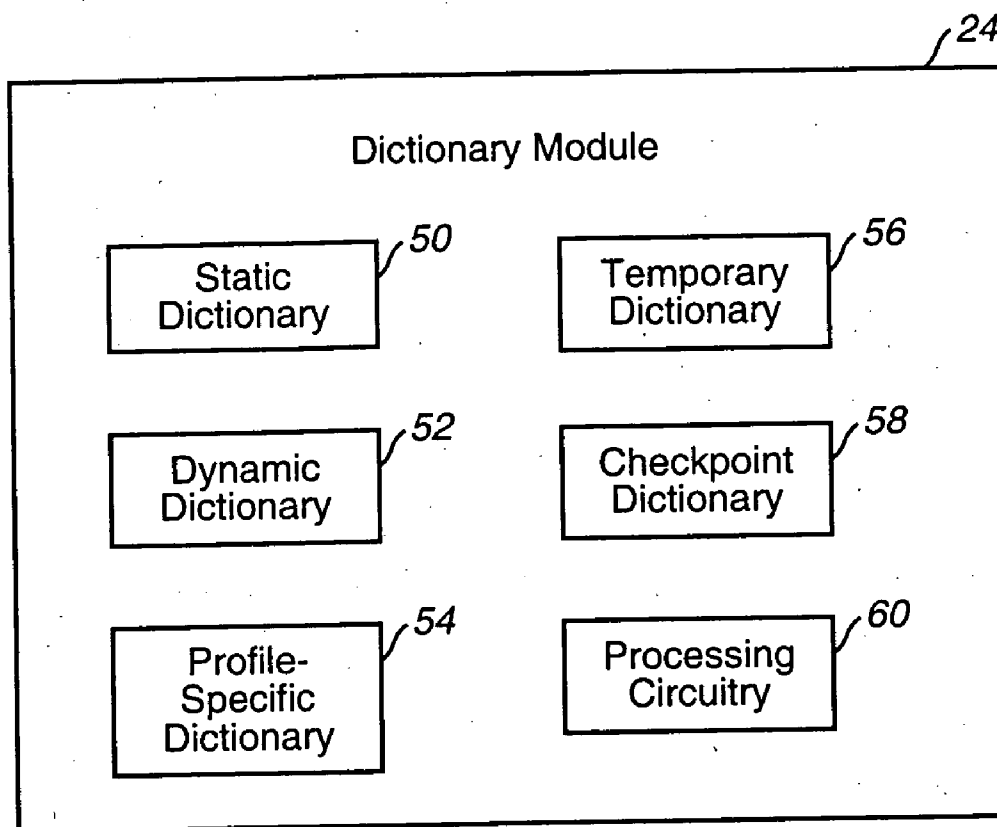 24
Dictionary Module
50
Static
Dictionary
56
Temporary
Dictionary
52
Dynamic
Dictionary
58
Checkpoint
Dictionary
54
Profile-
Specific
Dictionary
60
Processing
Circuitry